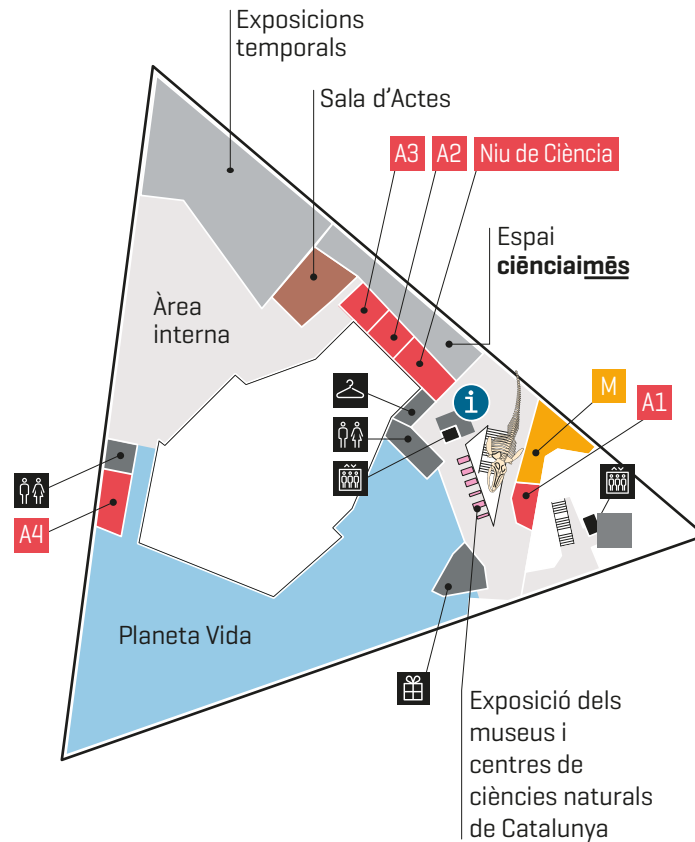 Exposicions
temporals
Sala d'Actes
A3
A2
Niu de Ciència
Espai
ciēnciaimēs
Àrea
interna
i
M
A1
A4
Planeta Vida
Exposició dels
museus i
centres de
ciències naturals
de Catalunya